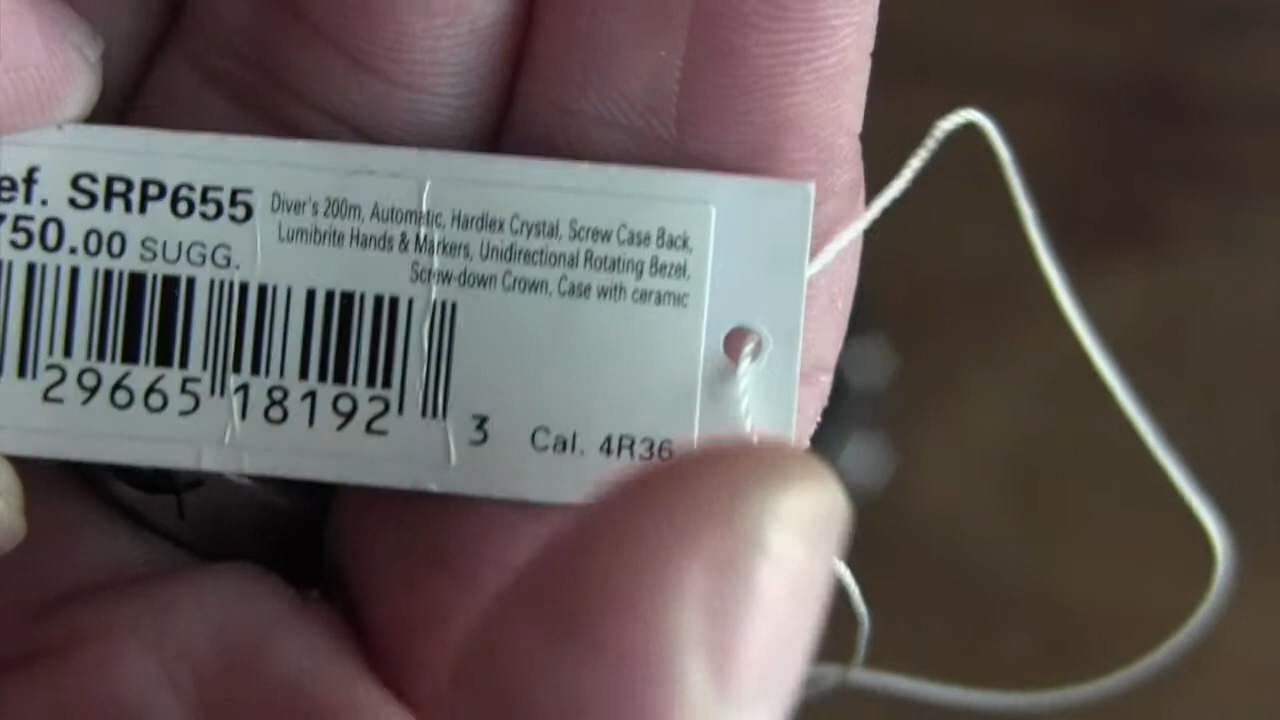 ef. SRP655
750.00 SUGG.
Diver's 200m, Automatic, Hardlex Crystal, Screw Case Back,
Lumibrite Hands & Markers, Unidirectional Rotating Bezel,
Screw-down Crown, Case with ceramic
29665 18192 3
Cal. 4R36